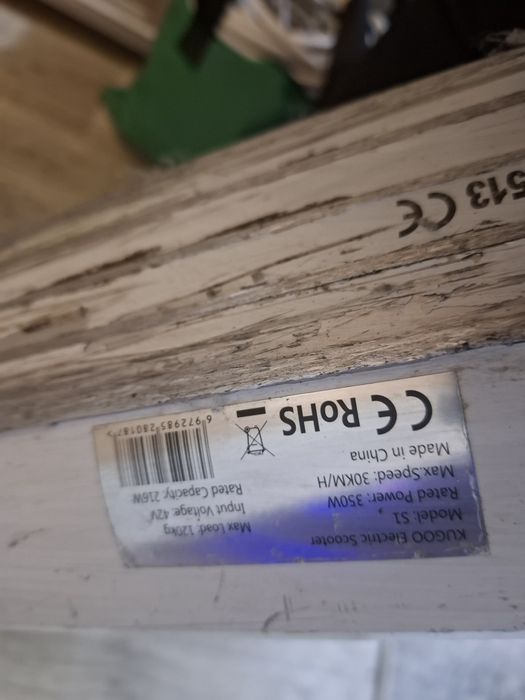 KUGOO Electric Scooter
Model: S1
Rated Power: 350W
Max.Speed: 30KM/H
Made in China.
CE RoHS
Max Load: 120kg
Input Voltage: 42V
Rated Capacity: 216W
6 972985 280187 >
513 CE